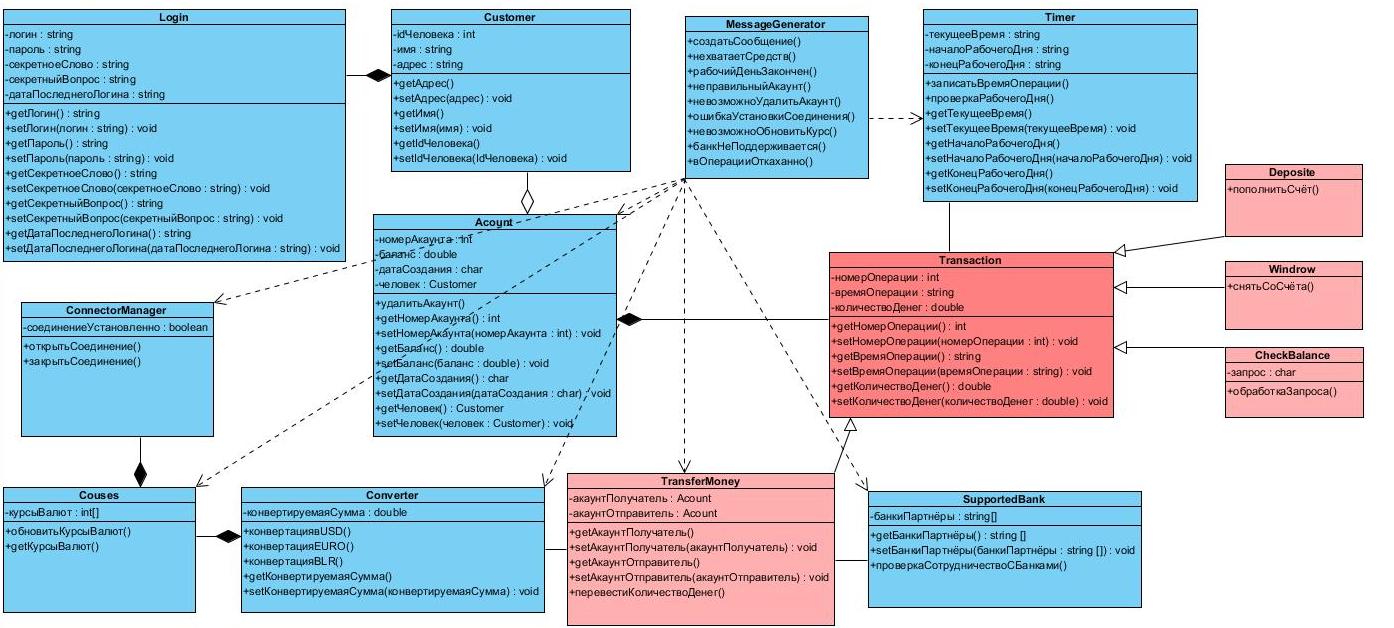 Login
-логин : string
-пароль : string
-секретноеСлово : string
-секретныйВопрос : string
-датаПоследнегоЛогина : string
+getЛогин() : string
+setЛогин(логин : string) : void
+getПароль() : string
+setПароль(пароль : string) : void
+getСекретноеСлово() : string
+setСекретноеСлово(секретноеСлово : string) : void
+getСекретныйВопрос() : string
+setСекретныйВопрос(секретныйВопрос : string) : void
+getДатаПоследнегоЛогина() : string
+setДатаПоследнегоЛогина(датаПоследнегоЛогина : string) : void
Customer
-idЧеловека : int
-имя : string
-адрес : string
+getАдрес()
+setАдрес(адрес) : void
+getИмя()
+setИмя(имя) : void
+getIdЧеловека()
+setIdЧеловека(IdЧеловека) : void
MessageGenerator
+создатьСообщение()
+нехватаетСредств()
+рабочийДеньЗакончен()
+неправильныйАкаунт()
+невозможноУдалитьАкаунт()
+ошибкаУстановкиСоединения()
+невозможноОбновитьКурс()
+банкНеПоддерживается()
+вОперацииОткаханно()
Timer
-текущееВремя : string
-началоРабочегоДня : string
-конецРабочегоДня : string
+записатьВремяОперации()
+проверкаРабочегоДня()
+getТекущееВремя()
+setТекущееВремя(текущееВремя) : void
+getНачалоРабочегоДня()
+setНачалоРабочегоДня(началоРабочегоДня) : void
+getКонецРабочегоДня()
+setКонецРабочегоДня(конецРабочегоДня) : void
Deposite
+пополнитьСчёт()
Acount
-номерАкаунта : int
-баланс : double
-датаСоздания : char
-человек : Customer
+удалитьАкаунт()
+getНомерАкаунта() : int
+setНомерАкаунта(номерАкаунта : int) : void
+getБаланс() : double
+setБаланс(баланс : double) : void
+getДатаСоздания() : char
+setДатаСоздания(датаСоздания : char) : void
+getЧеловек() : Customer
+setЧеловек(человек : Customer) : void
Transaction
-номерОперации : int
-времяОперации : string
-количествоДенег : double
+getНомерОперации() : int
+setНомерОперации(номерОперации : int) : void
+getВремяОперации() : string
+setВремяОперации(времяОперации : string) : void
+getКоличествоДенег() : double
+setКоличествоДенег(количествоДенег : double) : void
Windrow
+снятьСоСчёта()
ConnectorManager
-соединениеУстановленно : boolean
+открытьСоединение()
+закрытьСоединение()
CheckBalance
-запрос : char
+обработкаЗапроса()
Couses
-курсыВалют : int[]
+обновитьКурсыВалют()
+getКурсыВалют()
Converter
-конвертируемаяСумма : double
+конвертациявUSD()
+конвертацияEURO()
+конвертацияBLR()
+getКонвертируемаяСумма()
+setКонвертируемаяСумма(конвертируемаяСумма) : void
TransferMoney
-акаунтПолучатель : Acount
-акаунтОтправитель : Acount
+getАкаунтПолучатель()
+setАкаунтПолучатель(акаунтПолучатель) : void
+getАкаунтОтправитель()
+setАкаунтОтправитель(акаунтОтправитель) : void
+перевестиКоличествоДенег()
SupportedBank
-банкиПартнёры : string[]
+getБанкиПартнёры() : string []
+setБанкиПартнёры(банкиПартнёры : string []) : void
+проверкаСотрудничествоСБанками()